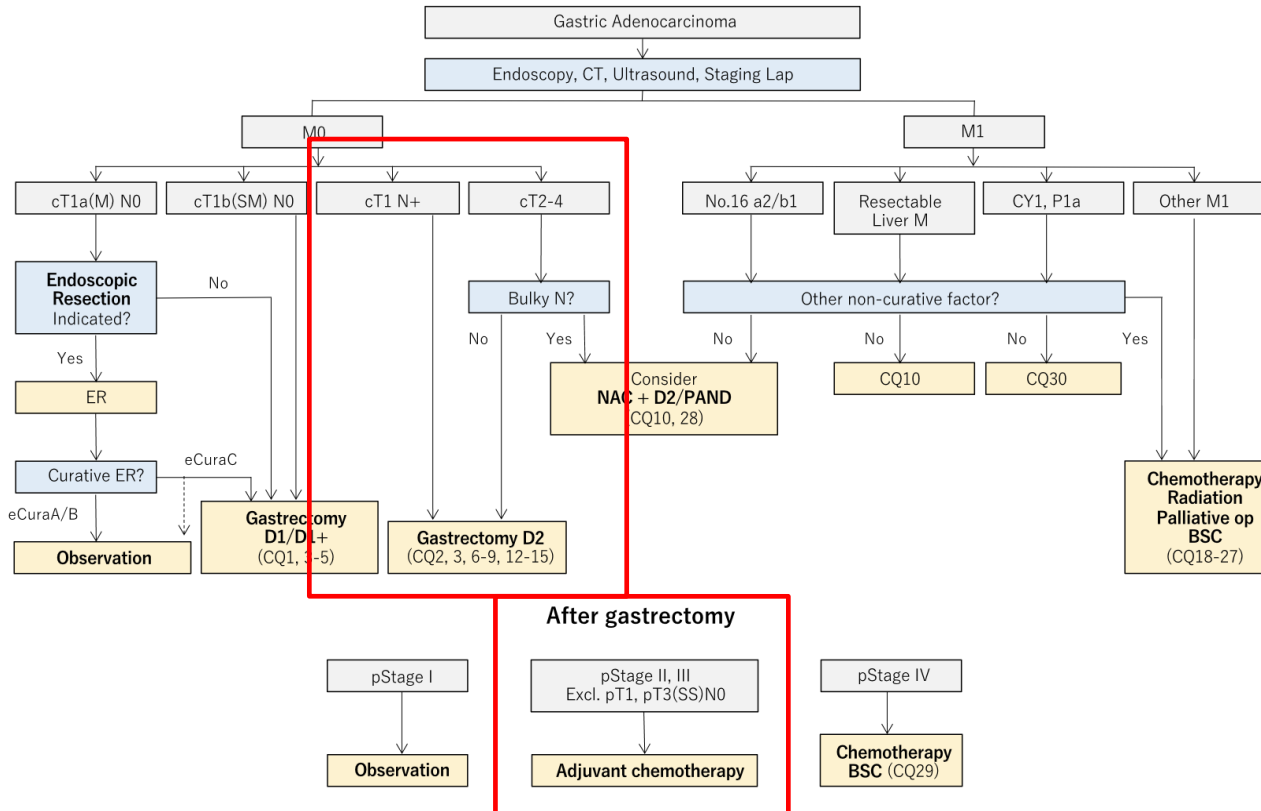 Gastric Adenocarcinoma
Endoscopy, CT, Ultrasound, Staging Lap
M0
M1
cT1a(M) N0
cT1b(SM) N0
cT1 N+
cT2-4
No.16 a2/b1
Resectable
Liver M
CY1, P1a
Other M1
Endoscopic
Resection
Indicated?
No
Bulky N?
Other non-curative factor?
Yes
No
Yes
No
No
No
Yes
ER
Consider
NAC + D2/PAND
(CQ10, 28)
CQ10
CQ30
Curative ER?
eCuraC
eCuraA/B
Observation
Gastrectomy
D1/D1+
(CQ1, 3-5)
Gastrectomy D2
(CQ2, 3, 6-9, 12-15)
Chemotherapy
Radiation
Palliative op
BSC
(CQ18-27)
After gastrectomy
pStage I
pStage II, III
Excl. pT1, pT3(SS)N0
pStage IV
Observation
Adjuvant chemotherapy
Chemotherapy
BSC (CQ29)